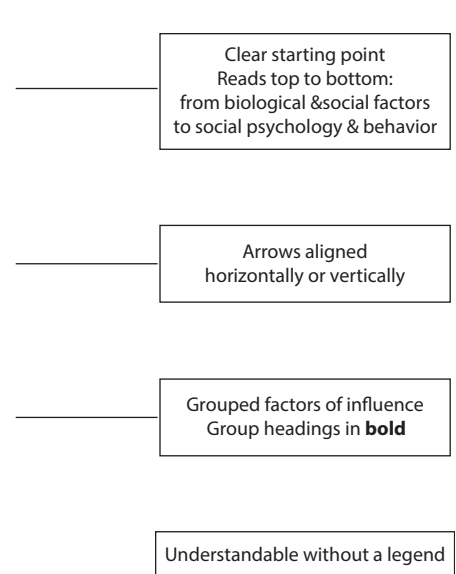 Clear starting point
Reads top to bottom:
from biological &social factors
to social psychology & behavior
Arrows aligned
horizontally or vertically
Grouped factors of influence
Group headings in bold
Understandable without a legend